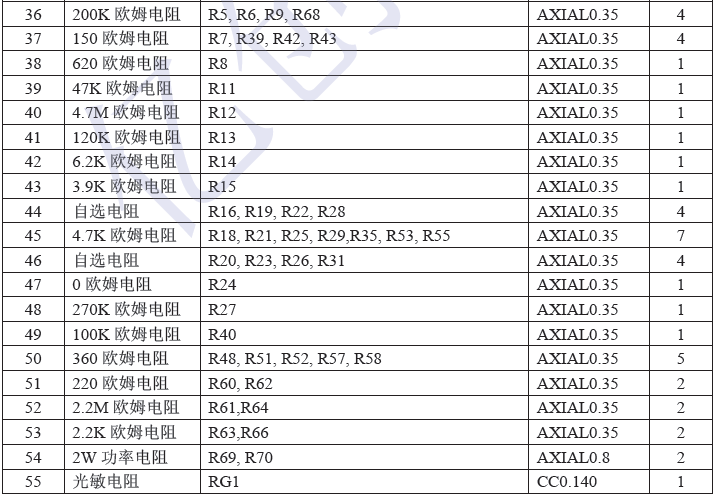 36 200K 欧姆电阻 R5, R6, R9, R68 AXIAL0.35 4
37 150 欧姆电阻 R7, R39, R42, R43 AXIAL0.35 4
38 620 欧姆电阻 R8 AXIAL0.35 1
39 47K 欧姆电阻 R11 AXIAL0.35 1
40 4.7M 欧姆电阻 R12 AXIAL0.35 1
41 120K 欧姆电阻 R13 AXIAL0.35 1
42 6.2K 欧姆电阻 R14 AXIAL0.35 1
43 3.9K 欧姆电阻 R15 AXIAL0.35 1
44 自选电阻 R16, R19, R22, R28 AXIAL0.35 4
45 4.7K 欧姆电阻 R18, R21, R25, R29,R35, R53, R55 AXIAL0.35 7
46 自选电阻 R20, R23, R26, R31 AXIAL0.35 4
47 0 欧姆电阻 R24 AXIAL0.35 1
48 270K 欧姆电阻 R27 AXIAL0.35 1
49 100K 欧姆电阻 R40 AXIAL0.35 1
50 360 欧姆电阻 R48, R51, R52, R57, R58 AXIAL0.35 5
51 220 欧姆电阻 R60, R62 AXIAL0.35 2
52 2.2M 欧姆电阻 R61,R64 AXIAL0.35 2
53 2.2K 欧姆电阻 R63,R66 AXIAL0.35 2
54 2W 功率电阻 R69, R70 AXIAL0.8 2
55 光敏电阻 RG1 CC0.140 1